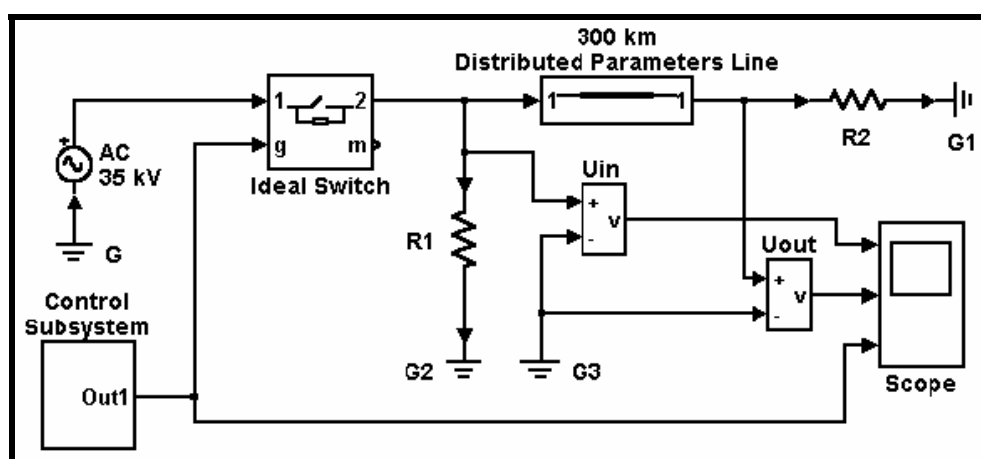 300 km
Distributed Parameters Line
1 2
g m
Ideal Switch
1 1
R2
G1
+
AC
35 kV
G
R1
Uin
+
-
v
Uout
+
-
v
Control
Subsystem
Out1
G2
G3
Scope